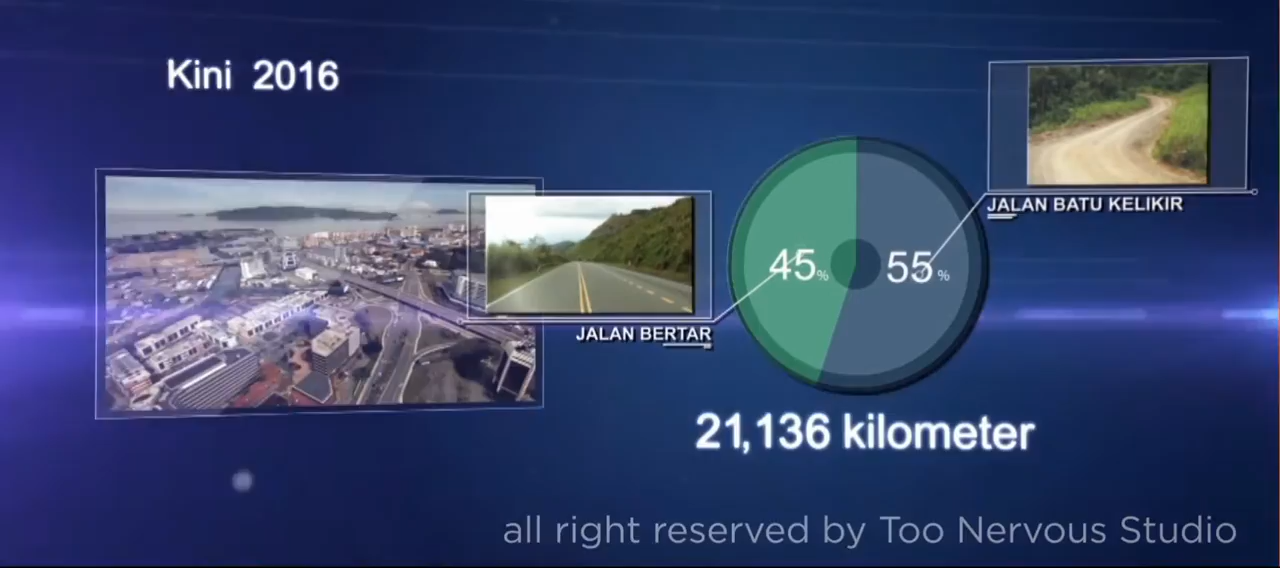 Kini 2016
JALAN BATU KELIKIR
45%
55%
JALAN BERTAR
21,136 kilometer
all right reserved by Too Nervous Studio